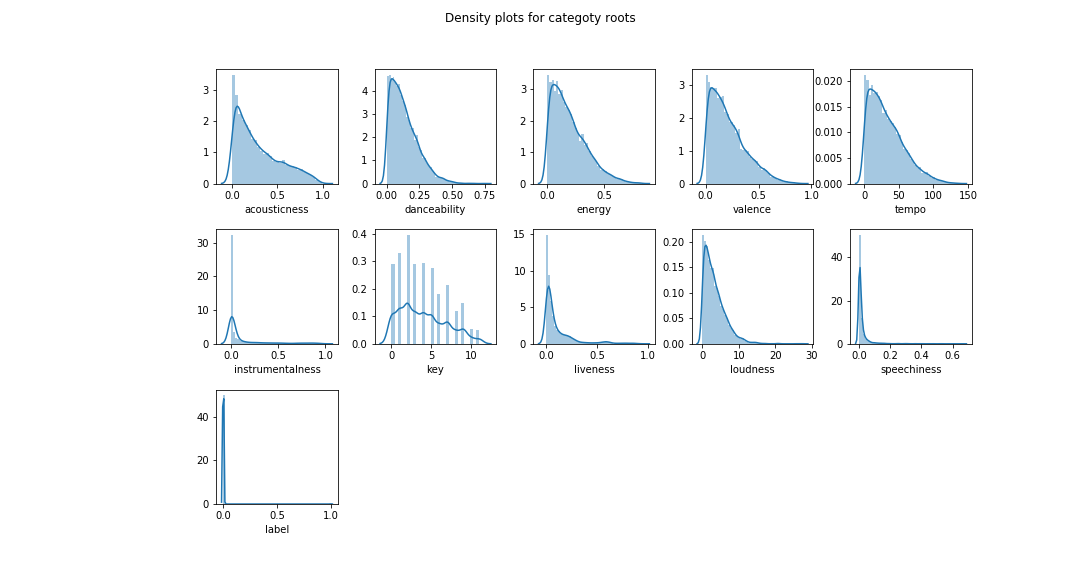 Density plots for categoty roots
3
2
1
0
0.0 0.5 1.0
acousticness
4
3
2
1
0
0.00 0.25 0.50 0.75
danceability
3
2
1
0
0.0 0.5
energy
3
2
1
0
0.0 0.5 1.0
valence
0.020
0.015
0.010
0.005
0.000
0 50 100 150
tempo
30
20
10
0
0.0 0.5 1.0
instrumentalness
0.4
0.3
0.2
0.1
0.0
0 5 10
key
15
10
5
0
0.0 0.5 1.0
liveness
0.20
0.15
0.10
0.05
0.00
0 10 20 30
loudness
40
20
0
0.0 0.2 0.4 0.6
speechiness
40
20
0
0.0 0.5 1.0
label